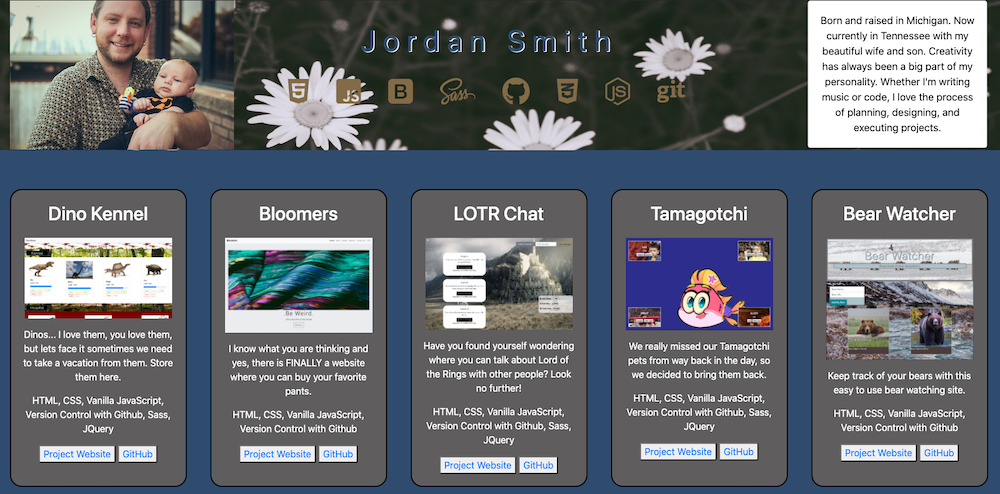 Jordan Smith
JS
B
Sass
3
JS
git
Born and raised in Michigan. Now
currently in Tennessee with my
beautiful wife and son. Creativity
has always been a big part of my
personality. Whether I'm writing
music or code, I love the process
of planning, designing, and
executing projects.
Dino Kennel
Dinos... I love them, you love them,
but lets face it sometimes we need
to take a vacation from them. Store
them here.
HTML, CSS, Vanilla JavaScript,
Version Control with Github, Sass,
JQuery
Project Website GitHub
Bloomers
Be Weird.
I know what you are thinking and
yes, there is FINALLY a website
where you can buy your favorite
pants.
HTML, CSS, Vanilla JavaScript,
Version Control with Github
Project Website GitHub
LOTR Chat
Have you found yourself wondering
where you can talk about Lord of
the Rings with other people? Look
no further!
HTML, CSS, Vanilla JavaScript,
Version Control with Github, Sass,
JQuery
Project Website GitHub
Tamagotchi
We really missed our Tamagotchi
pets from way back in the day, so
we decided to bring them back.
HTML, CSS, Vanilla JavaScript,
Version Control with Github, Sass,
JQuery
Project Website GitHub
Bear Watcher
Bear Watcher
Keep track of your bears with this
easy to use bear watching site.
HTML, CSS, Vanilla JavaScript,
Version Control with Github
Project Website GitHub